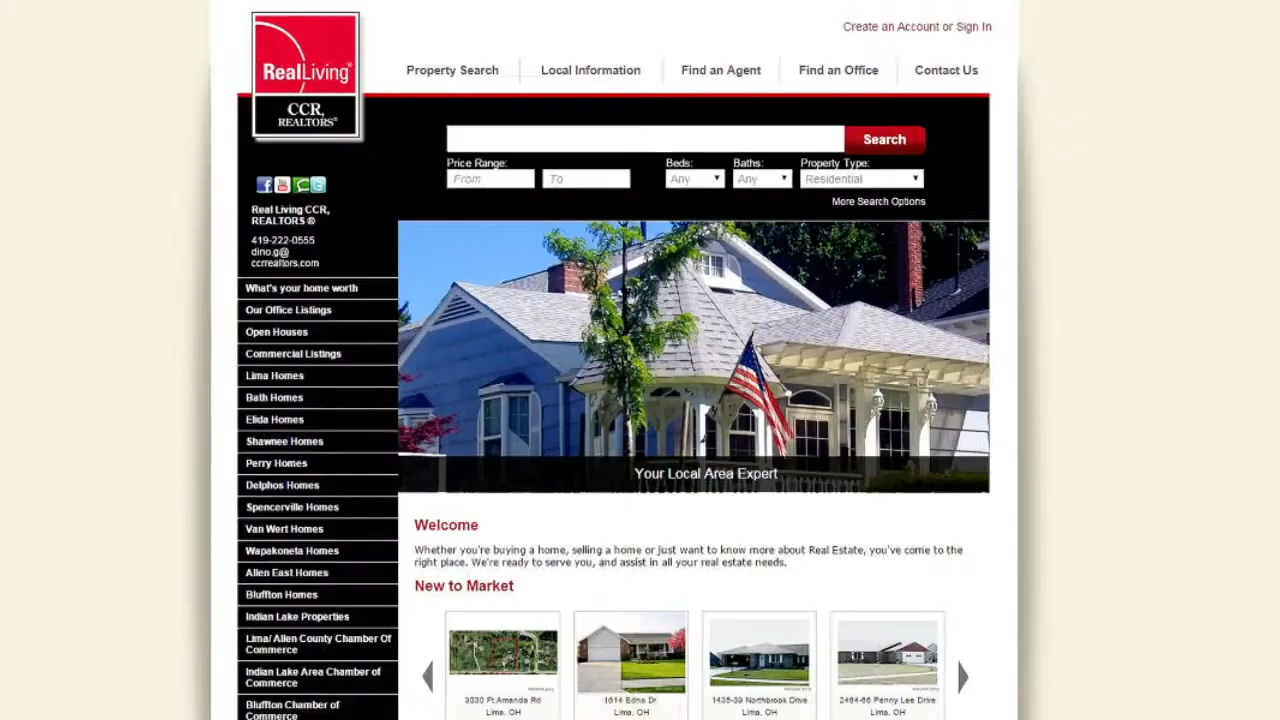 Create an Account or Sign In
RealLiving®
CCR,
REALTORS®
Property Search
Local Information
Find an Agent
Find an Office
Contact Us
Search
Price Range:
Beds:
Baths:
Property Type:
From
To
Any
Any
Residential
More Search Options
Real Living CCR,
REALTORS ®
419-222-0555
dino.g@
ccrrealtors.com
What's your home worth
Our Office Listings
Open Houses
Commercial Listings
Lima Homes
Bath Homes
Elida Homes
Shawnee Homes
Perry Homes
Delphos Homes
Spencerville Homes
Van Wert Homes
Wapakoneta Homes
Allen East Homes
Bluffton Homes
Indian Lake Properties
Lima/ Allen County Chamber Of
Commerce
Indian Lake Area Chamber of
Commerce
Bluffton Chamber of
Commerce
Your Local Area Expert
Welcome
Whether you're buying a home, selling a home or just want to know more about Real Estate, you've come to the
right place. We're ready to serve you, and assist in all your real estate needs.
New to Market
3030 Ft.Amanda Rd
Lima, OH
1614 Edna Dr
Lima, OH
1435-39 Northbrook Drive
Lima, OH
2464-66 Penny Lee Drive
Lima, OH